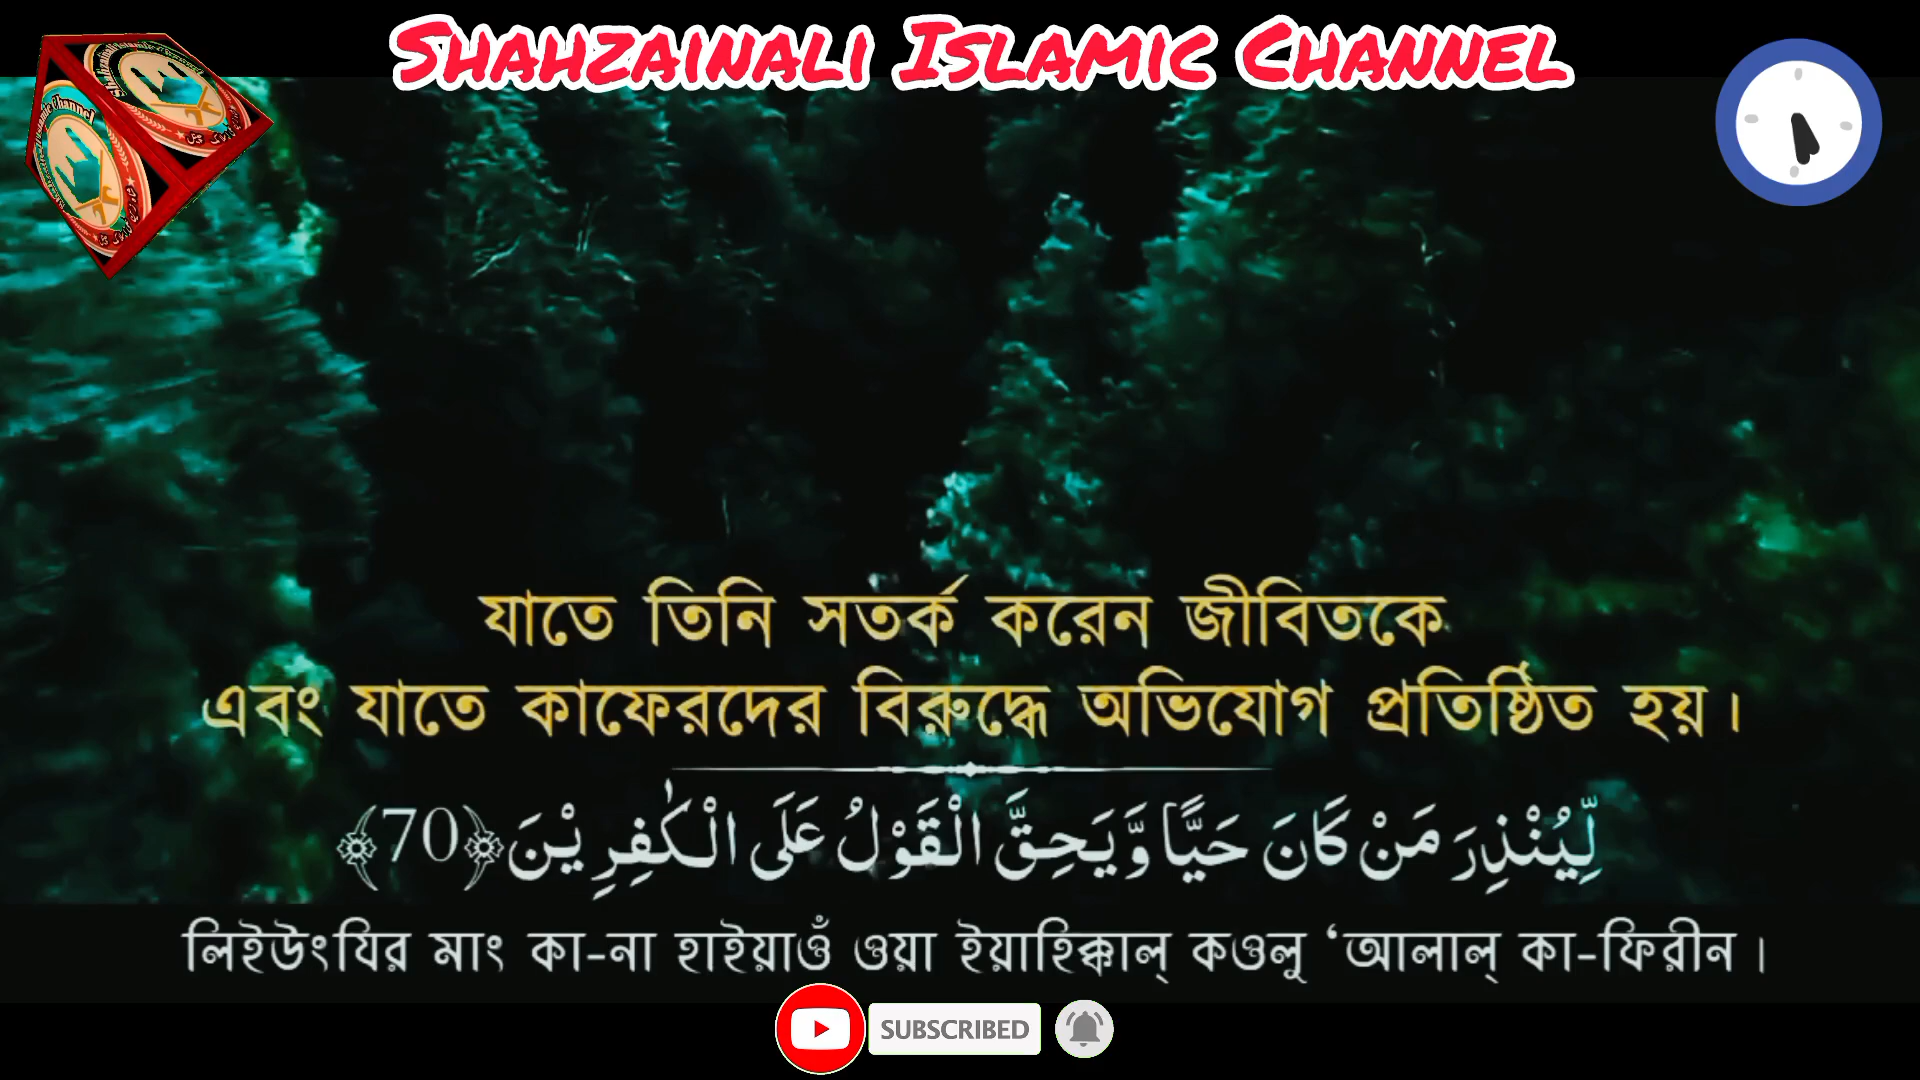 Shahzainali Islamic Channel
যাতে তিনি সতর্ক করেন জীবিতকে
এবং যাতে কাফেরদের বিরুদ্ধে অভিযোগ প্রতিষ্ঠিত হয়।
لِّيُنْذِرَ مَنْ كَانَ حَيًّا وَّيَحِقَّ الْقَوْلُ عَلَى الْكٰفِرِيْنَ ﴿70﴾
লিইউংযির মাং কা-না হাইয়াওঁ ওয়া ইয়াহিক্কাল্ কওলু ‘আলাল্ কা-ফিরীন।
SUBSCRIBED